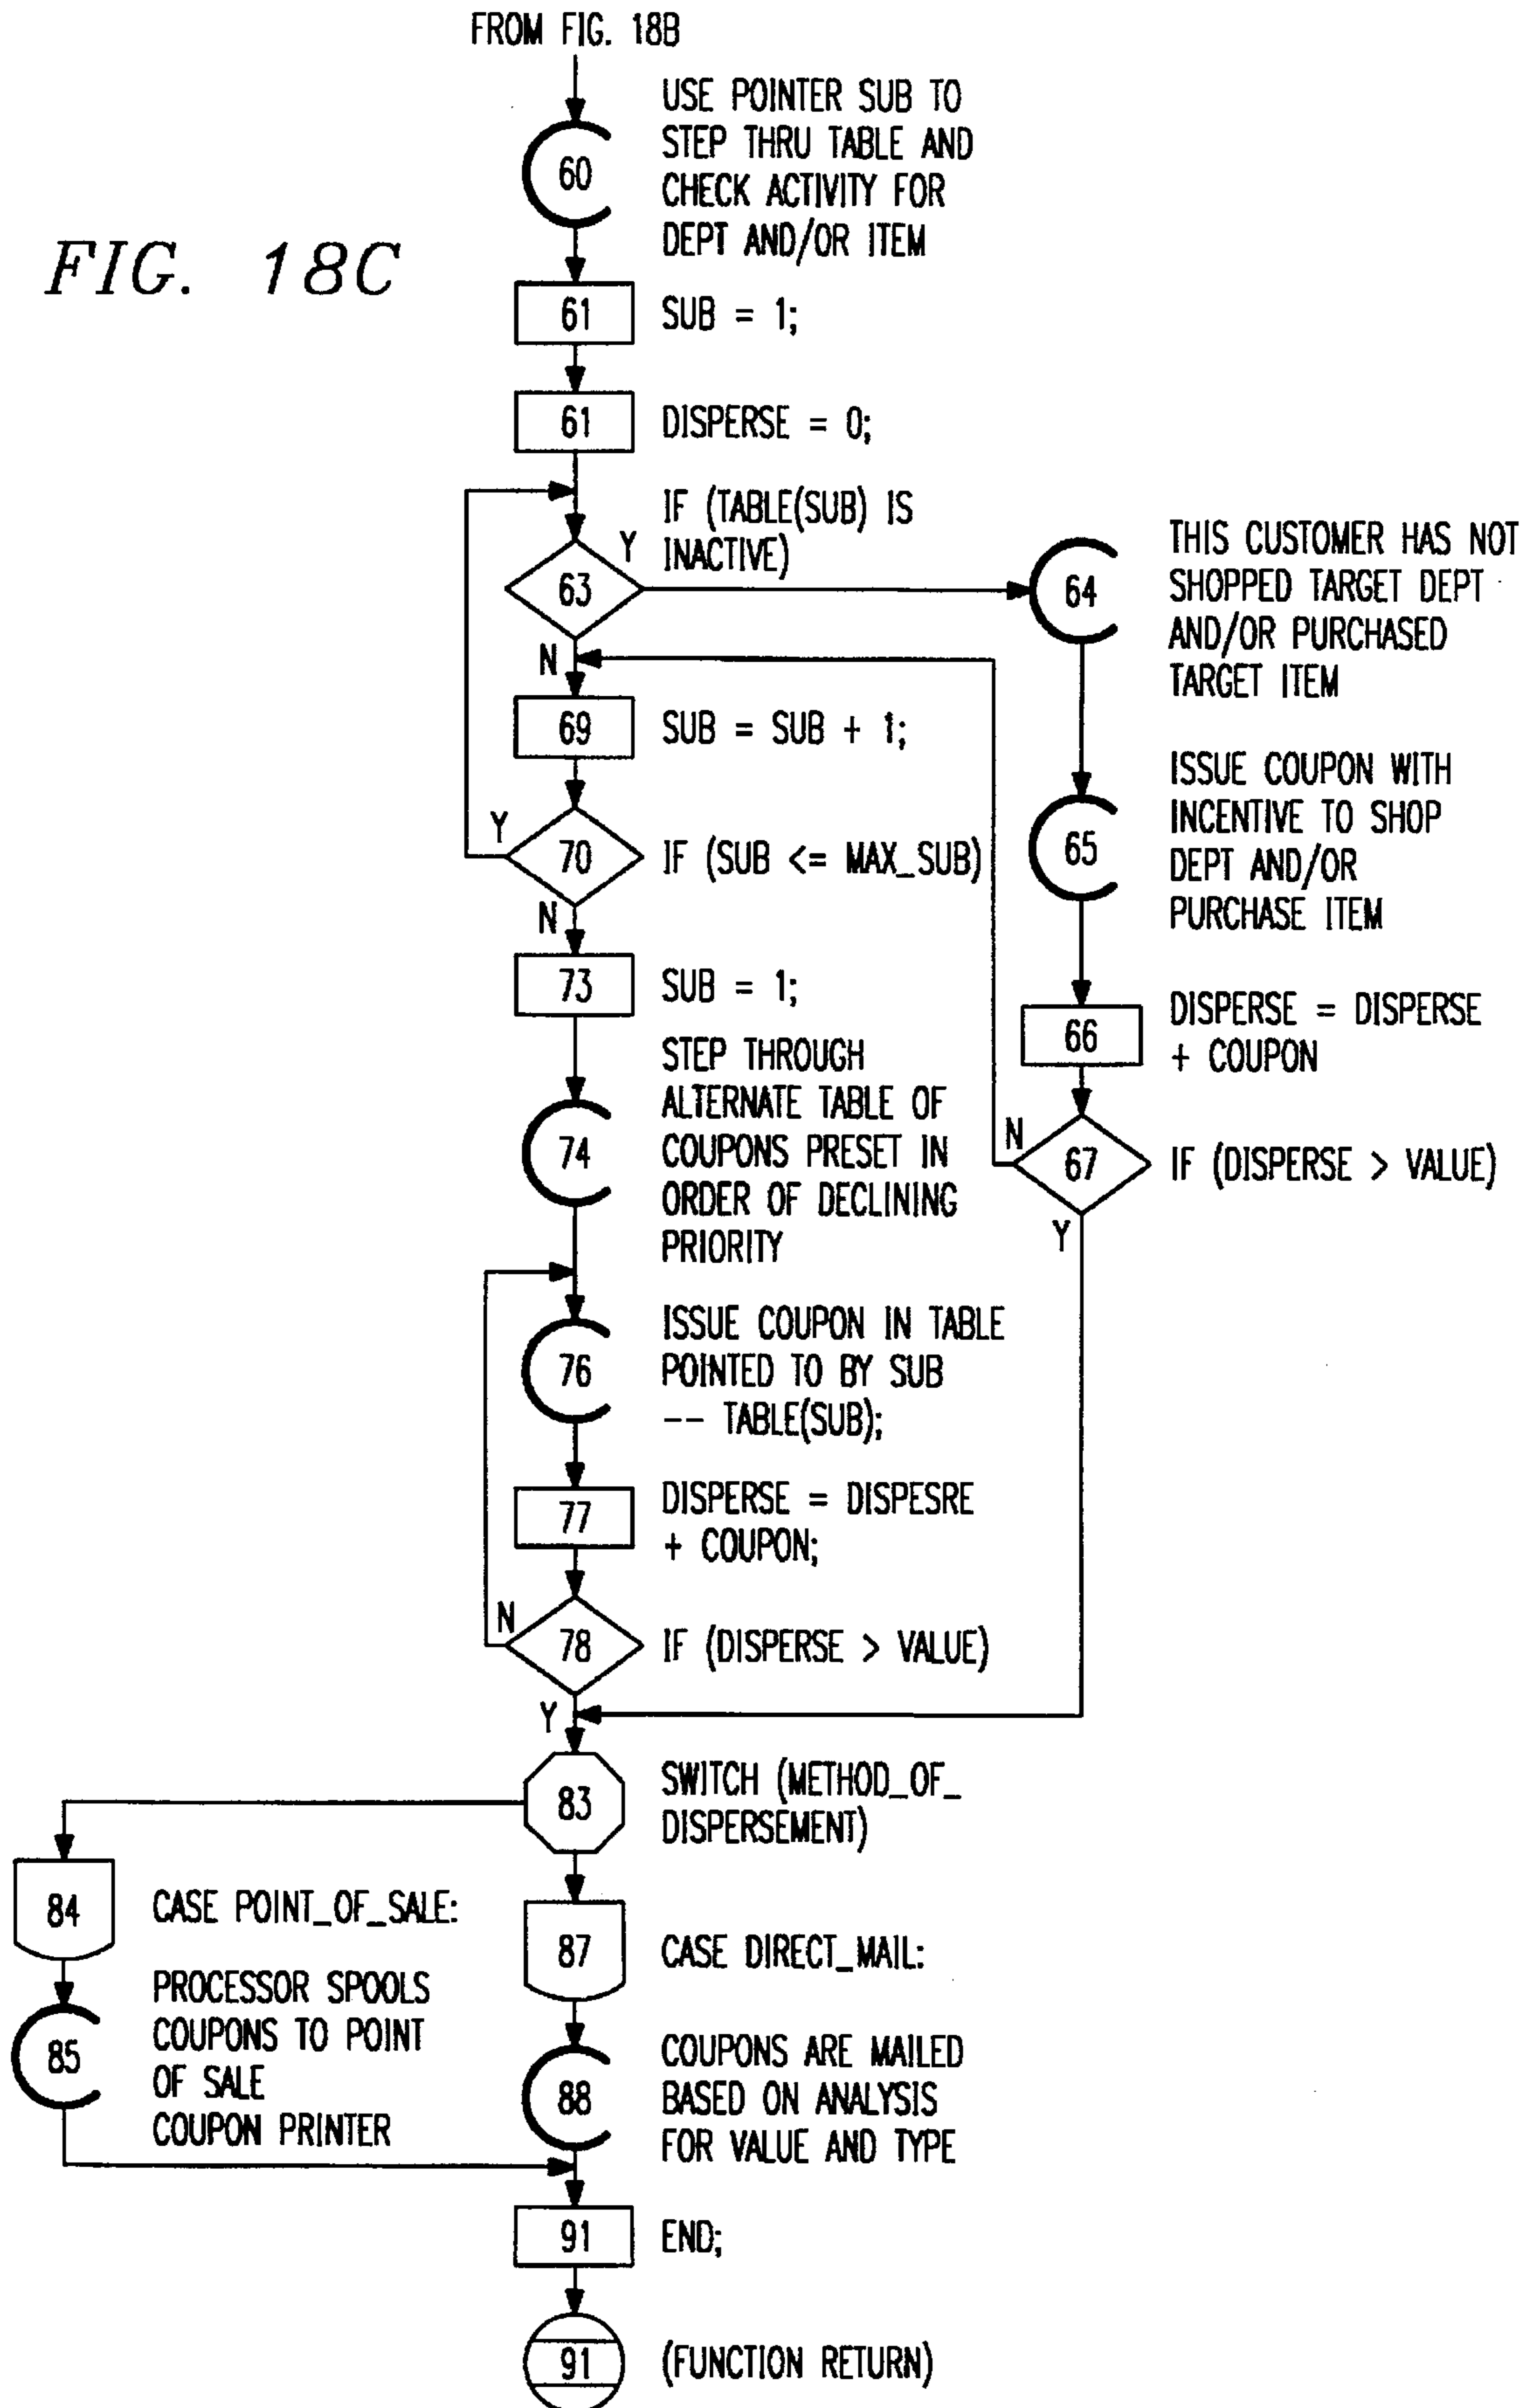 FROM FIG. 18B
FIG. 18C
60
USE POINTER SUB TO
STEP THRU TABLE AND
CHECK ACTIVITY FOR
DEPT AND/OR ITEM
61
SUB = 1;
61
DISPERSE = 0;
IF (TABLE(SUB) IS
INACTIVE)
Y
63
N
64
THIS CUSTOMER HAS NOT
SHOPPED TARGET DEPT
AND/OR PURCHASED
TARGET ITEM
69
SUB = SUB + 1;
65
ISSUE COUPON WITH
INCENTIVE TO SHOP
DEPT AND/OR
PURCHASE ITEM
Y
70
IF (SUB <= MAX_SUB)
N
73
SUB = 1;
66
DISPERSE = DISPERSE
+ COUPON
74
STEP THROUGH
ALTERNATE TABLE OF
COUPONS PRESET IN
ORDER OF DECLINING
PRIORITY
N
67
IF (DISPERSE > VALUE)
Y
76
ISSUE COUPON IN TABLE
POINTED TO BY SUB
-- TABLE(SUB);
77
DISPERSE = DISPESRE
+ COUPON;
N
78
IF (DISPERSE > VALUE)
Y
83
SWITCH (METHOD_OF_
DISPERSEMENT)
84
CASE POINT_OF_SALE:
87
CASE DIRECT_MAIL:
85
PROCESSOR SPOOLS
COUPONS TO POINT
OF SALE
COUPON PRINTER
88
COUPONS ARE MAILED
BASED ON ANALYSIS
FOR VALUE AND TYPE
91
END;
91
(FUNCTION RETURN)